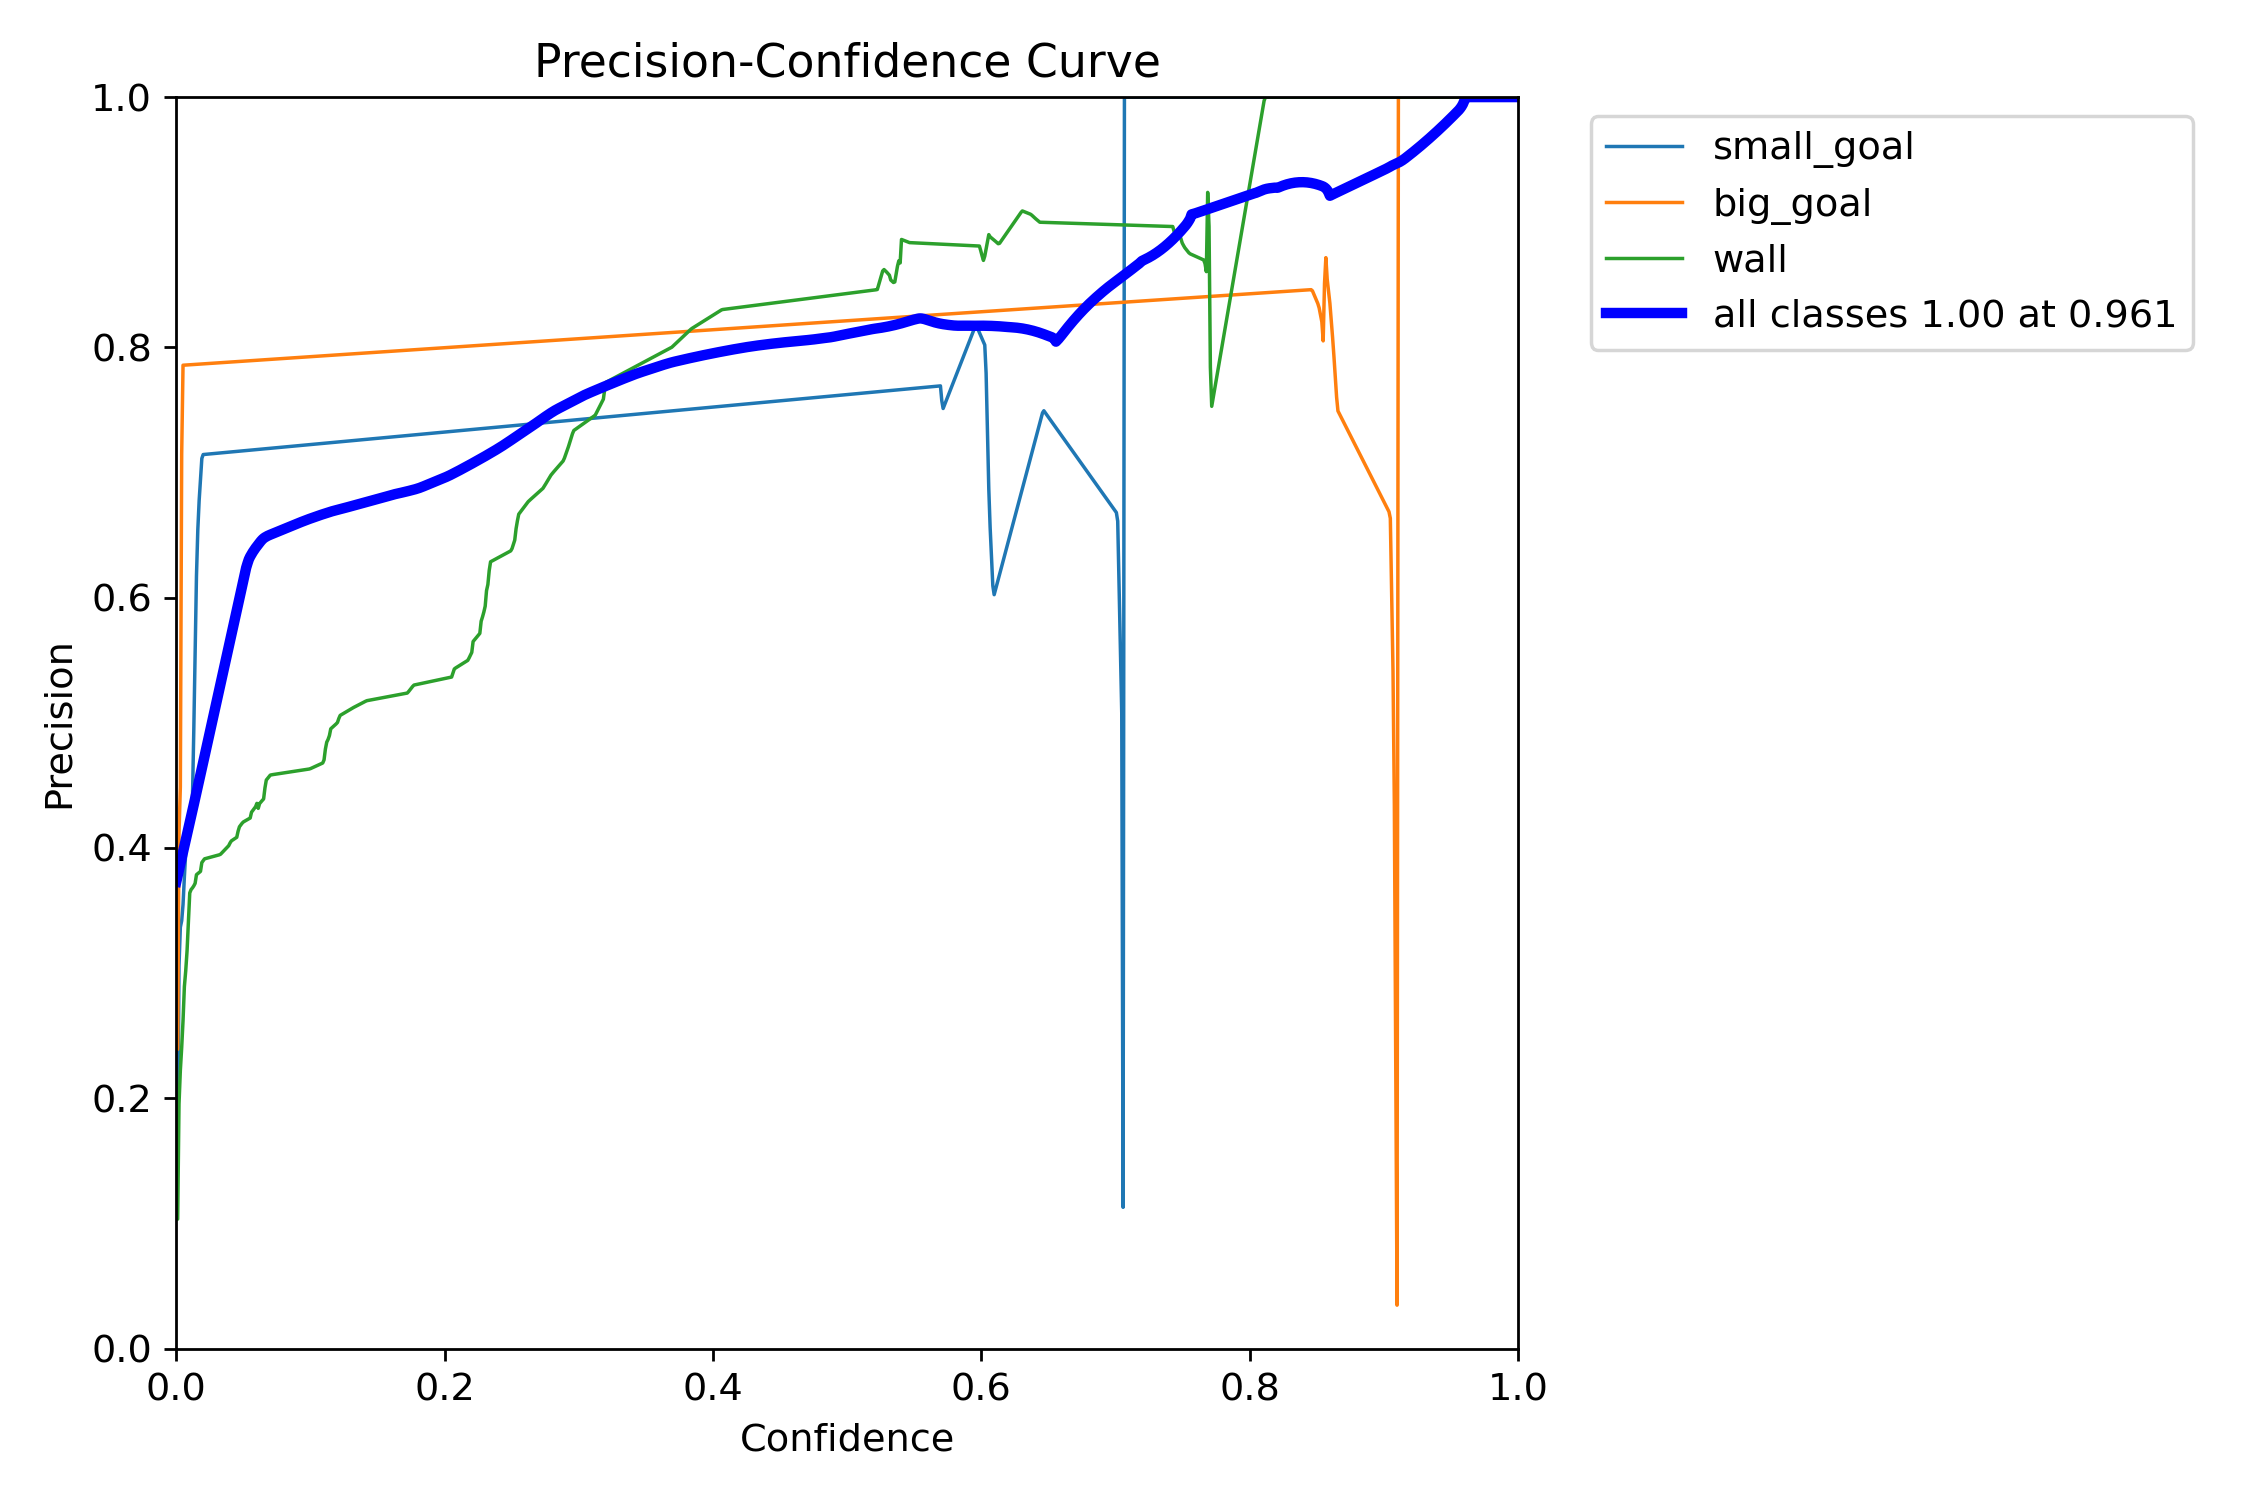 Precision-Confidence Curve
1.0
0.8
0.6
0.4
0.2
0.0
Precision
0.0 0.2 0.4 0.6 0.8 1.0
Confidence
small_goal
big_goal
wall
all classes 1.00 at 0.961